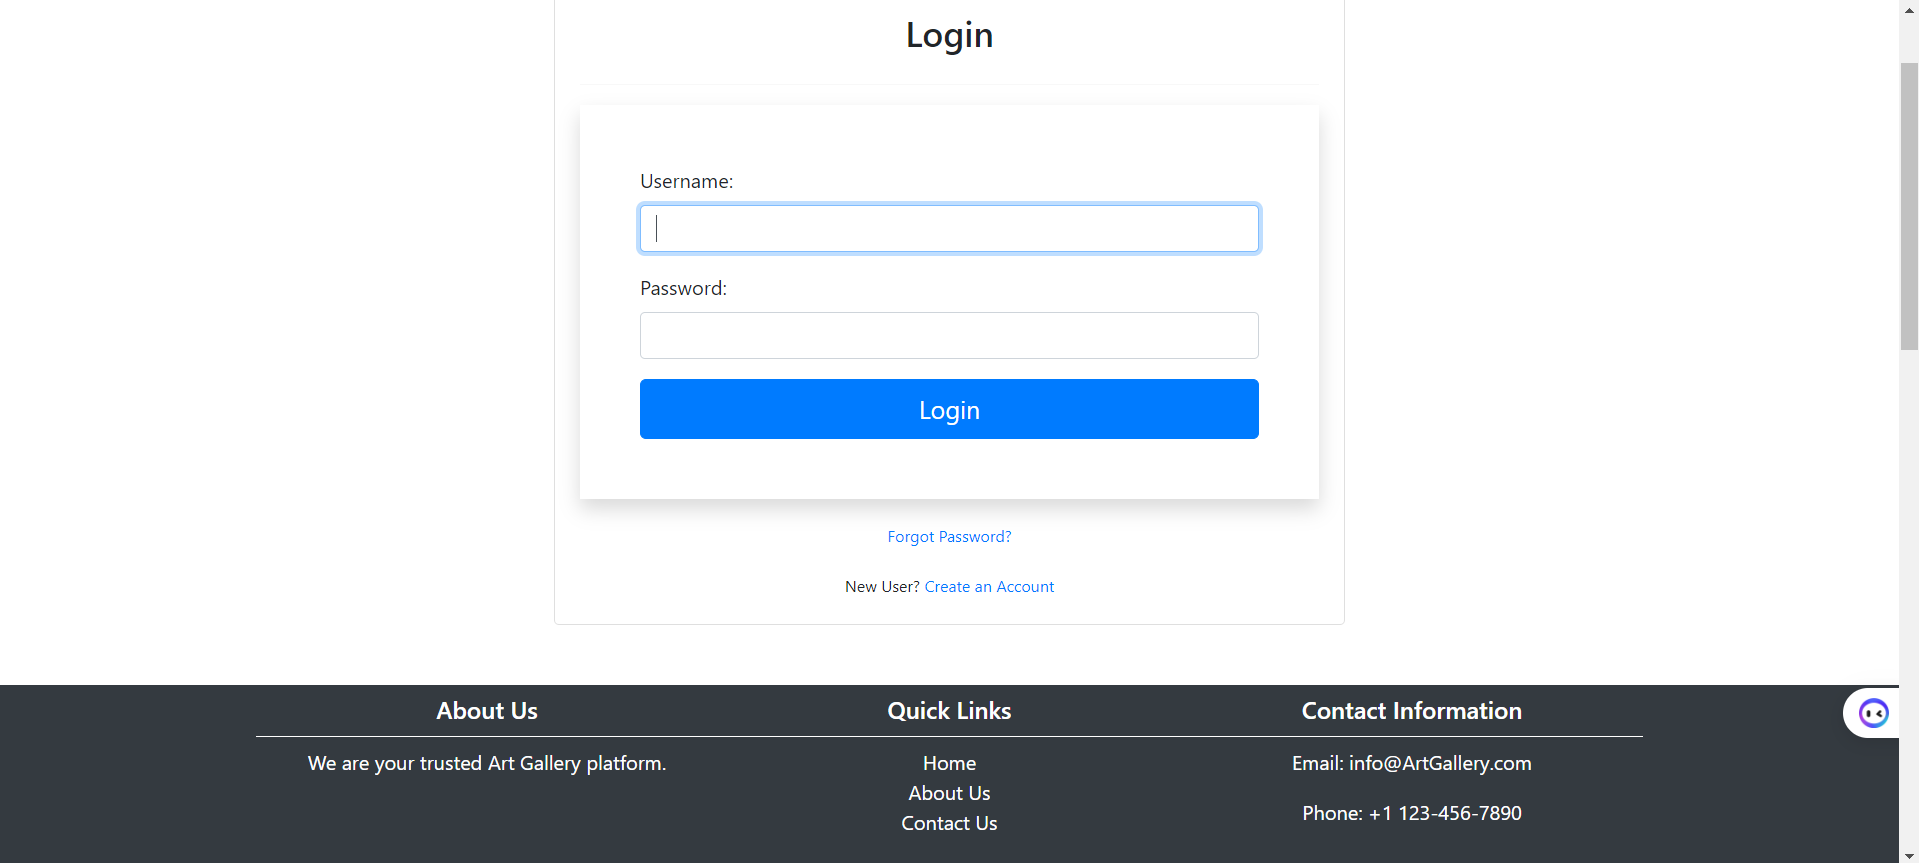 Login
Username:
Password:
Login
Forgot Password?
New User? Create an Account
About Us
We are your trusted Art Gallery platform.
Quick Links
Home
About Us
Contact Us
Contact Information
Email: info@ArtGallery.com
Phone: +1 123-456-7890